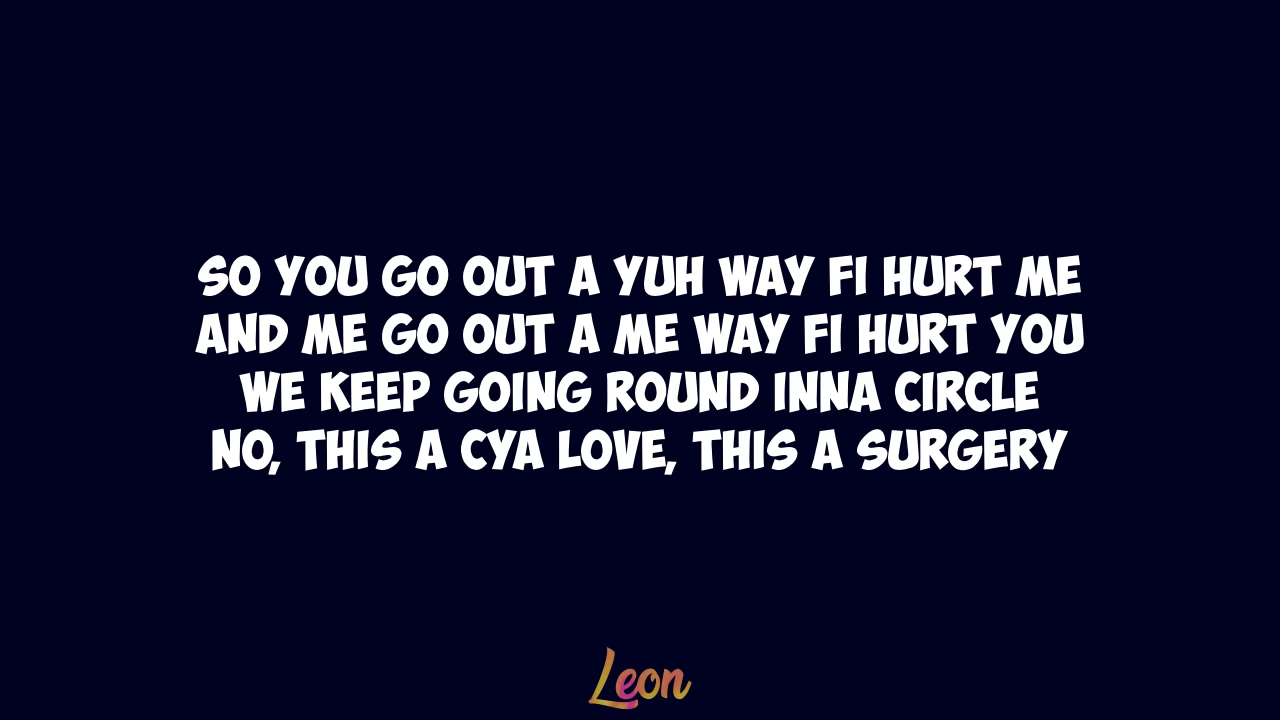 SO YOU GO OUT A YUH WAY FI HURT ME
AND ME GO OUT A ME WAY FI HURT YOU
WE KEEP GOING ROUND INNA CIRCLE
NO, THIS A CYA LOVE, THIS A SURGERY
Leon